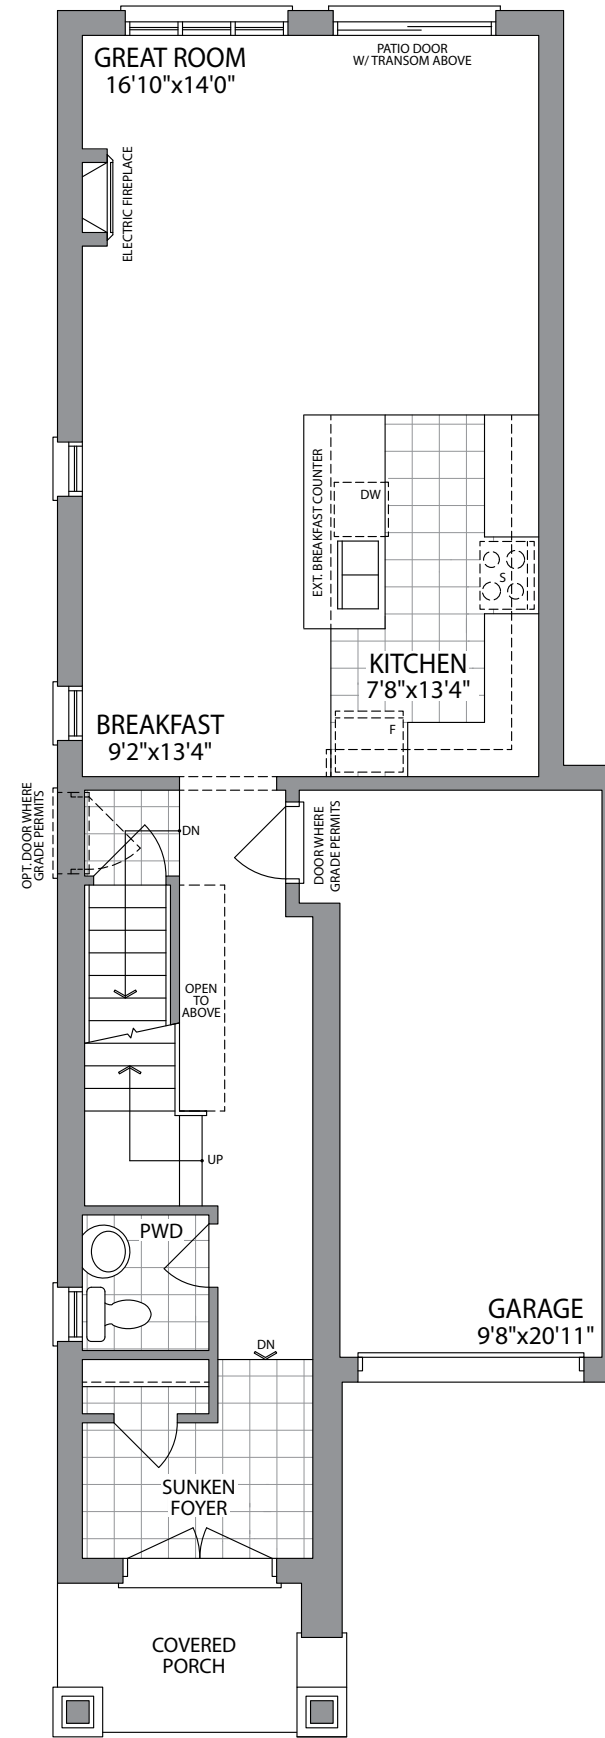 GREAT ROOM
16'10"x14'0"
PATIO DOOR
W/ TRANSOM ABOVE
ELECTRIC FIREPLACE
EXT. BREAKFAST COUNTER
DW
S
KITCHEN
7'8"x13'4"
F
BREAKFAST
9'2"x13'4"
OPT. DOOR WHERE
GRADE PERMITS
DN
DOOR WHERE
GRADE PERMITS
OPEN
TO
ABOVE
UP
PWD
GARAGE
9'8"x20'11"
DN
SUNKEN
FOYER
COVERED
PORCH